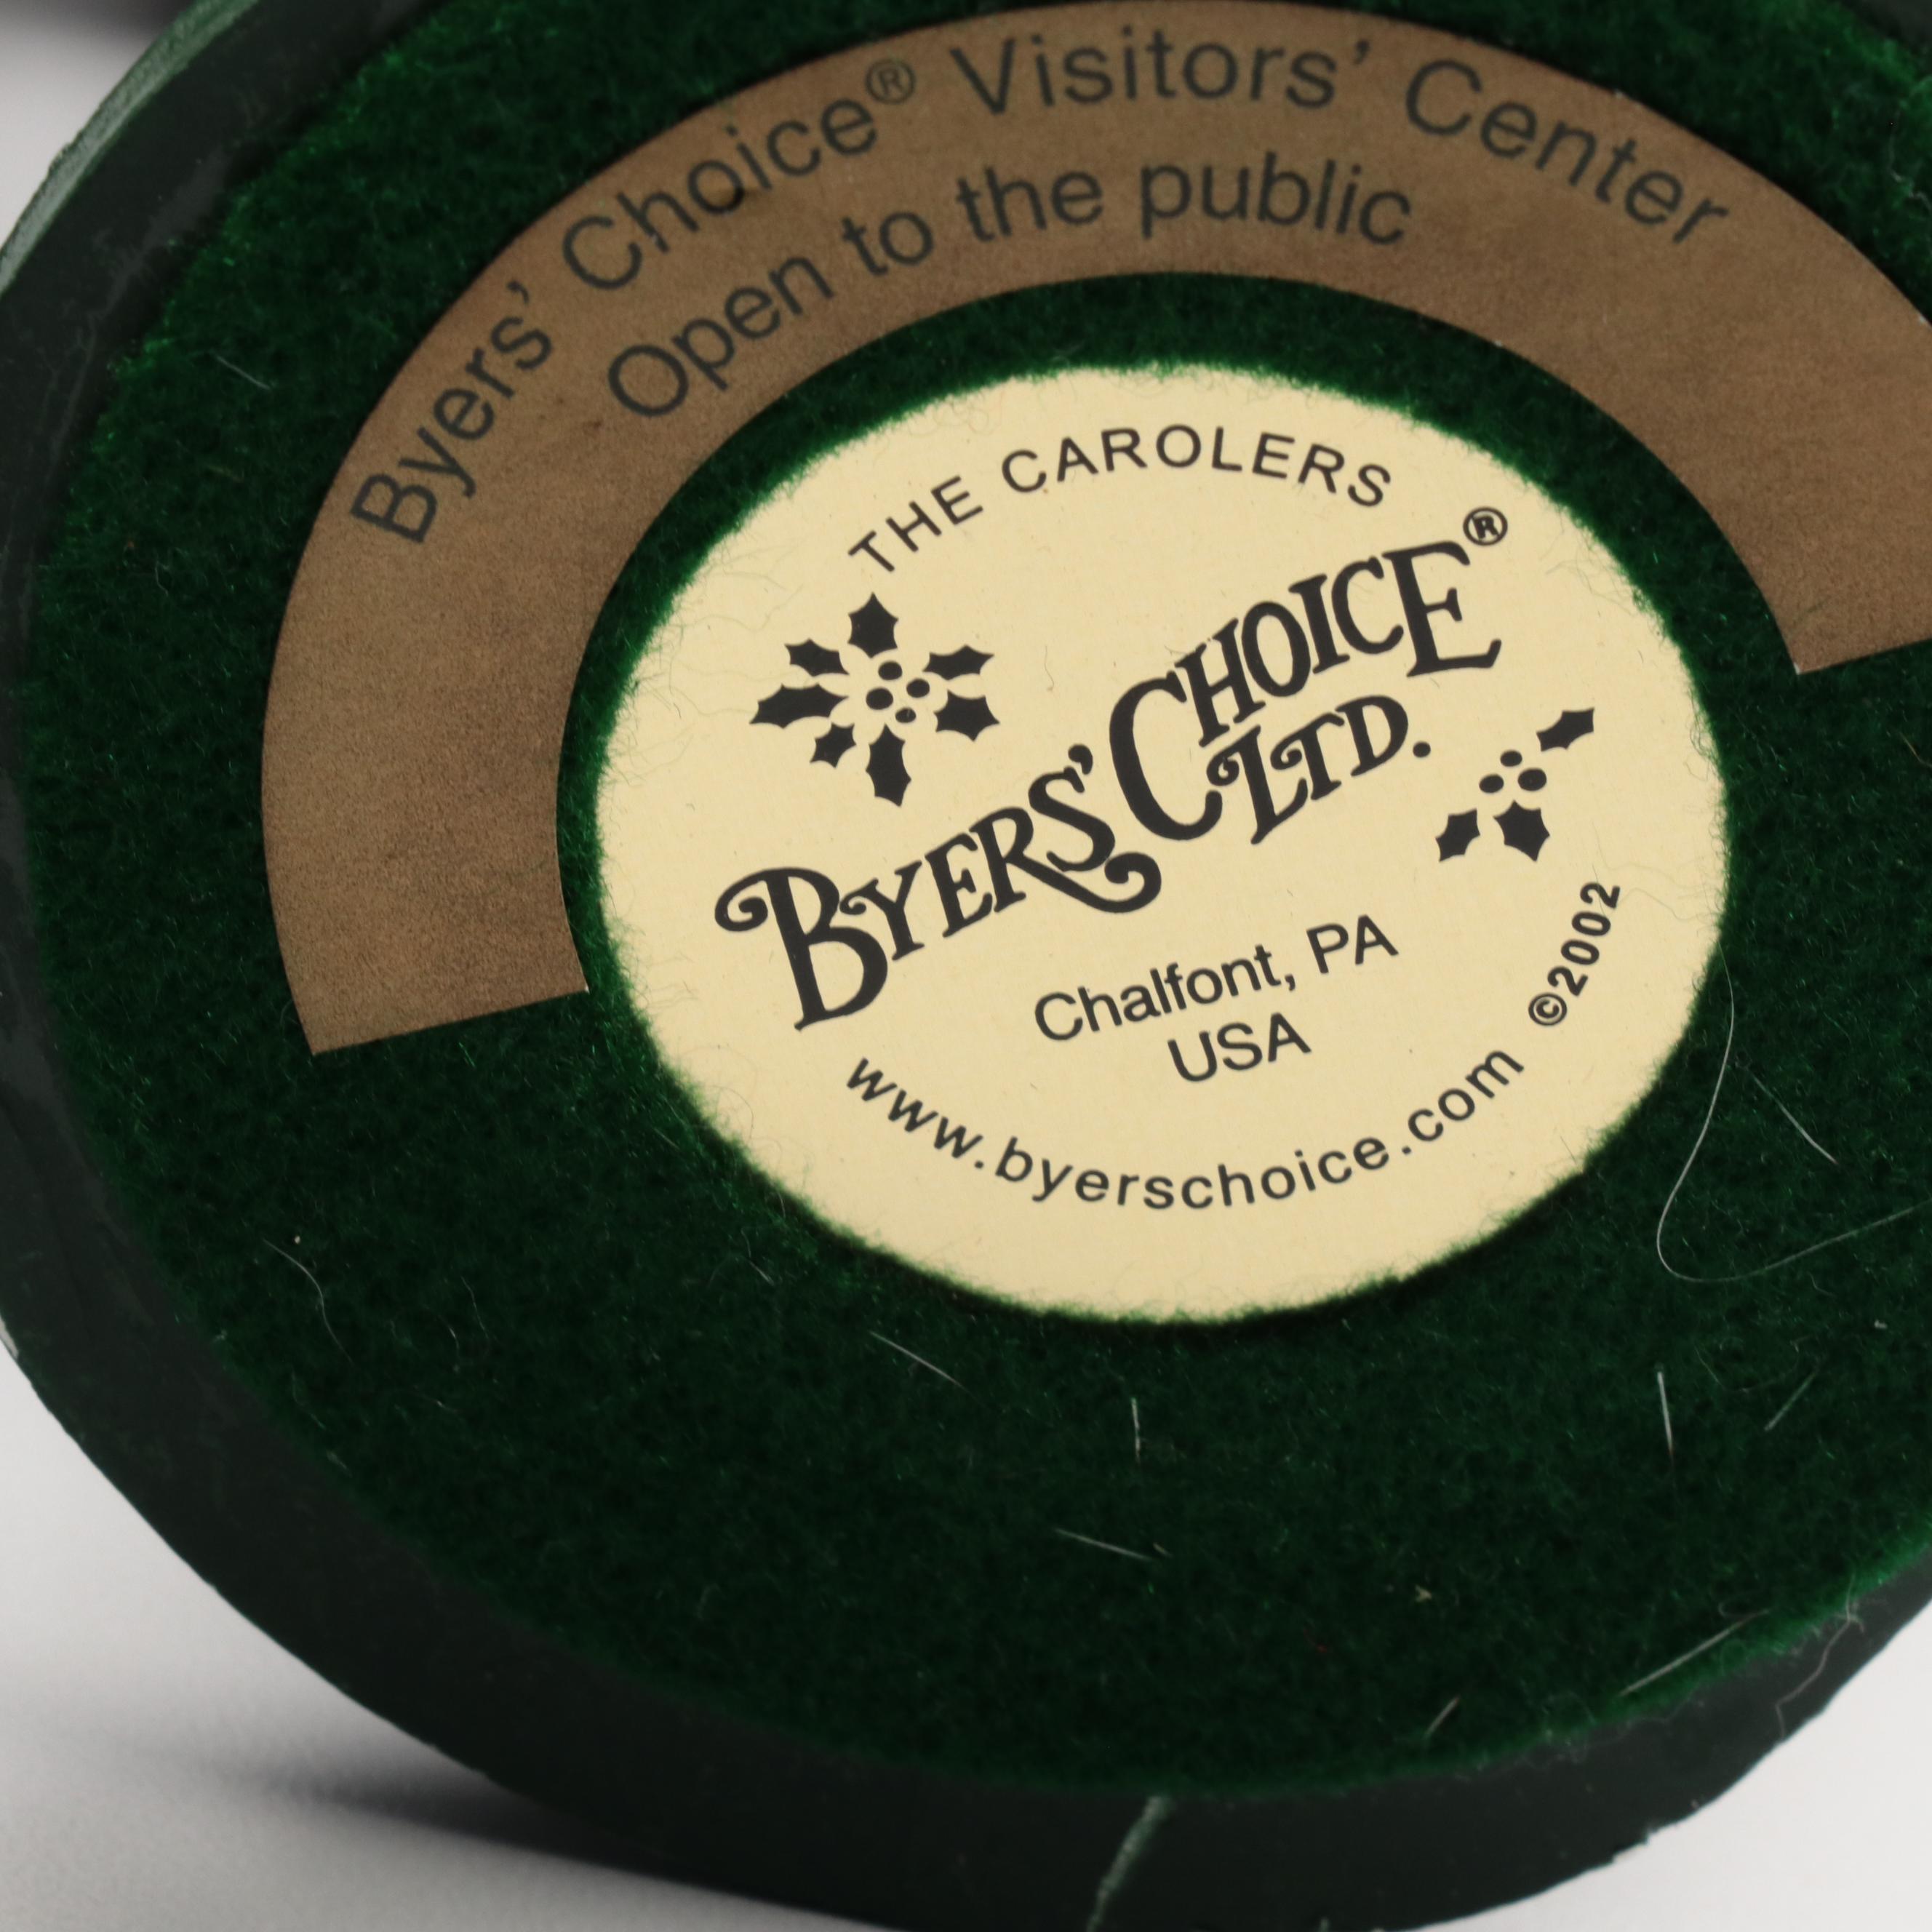 Byers' Choice® Visitors' Center
Open to the public
THE CAROLERS
BYERS' CHOICE®
LTD.
Chalfont, PA
USA
www.byerschoice.com ©2002